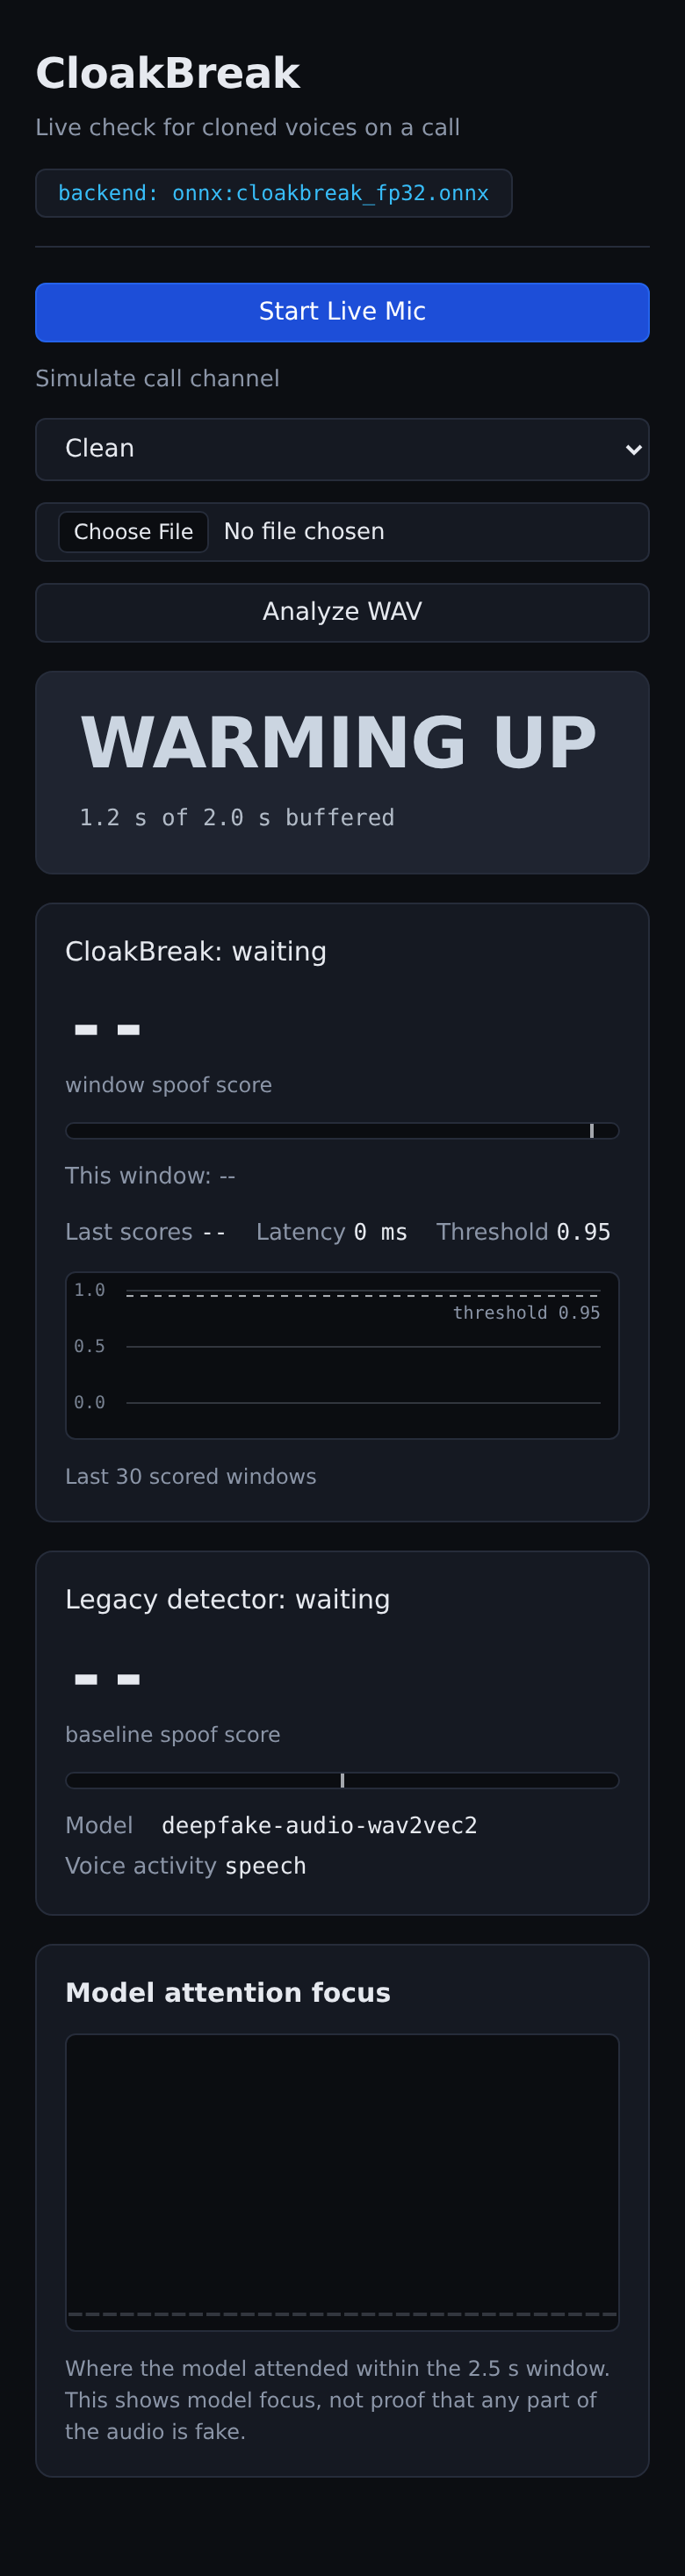 CloakBreak
Live check for cloned voices on a call
backend: onnx:cloakbreak_fp32.onnx
Start Live Mic
Simulate call channel
Clean
Choose File No file chosen
Analyze WAV
WARMING UP
1.2 s of 2.0 s buffered
CloakBreak: waiting
--
window spoof score
This window: --
Last scores -- Latency 0 ms Threshold 0.95
1.0
threshold 0.95
0.5
0.0
Last 30 scored windows
Legacy detector: waiting
--
baseline spoof score
Model deepfake-audio-wav2vec2
Voice activity speech
Model attention focus
Where the model attended within the 2.5 s window.
This shows model focus, not proof that any part of
the audio is fake.